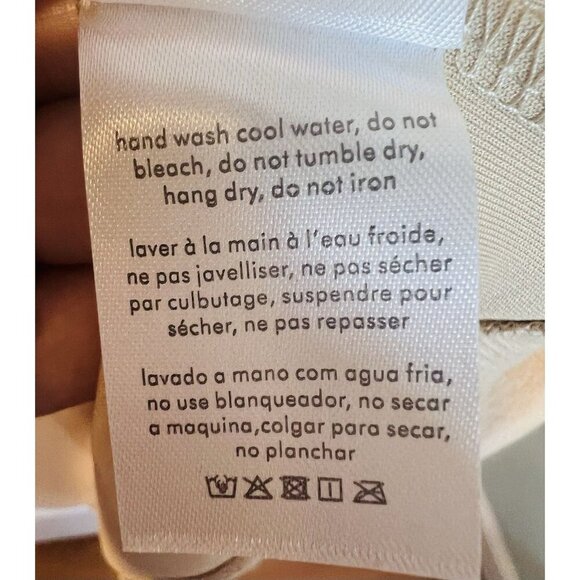 hand wash cool water, do not
bleach, do not tumble dry,
hang dry, do not iron
laver à la main à l'eau froide,
ne pas javelliser, ne pas sécher
par culbutage, suspendre pour
sécher, ne pas repasser
lavado a mano com agua fria,
no use blanqueador, no secar
a maquina,colgar para secar,
no planchar